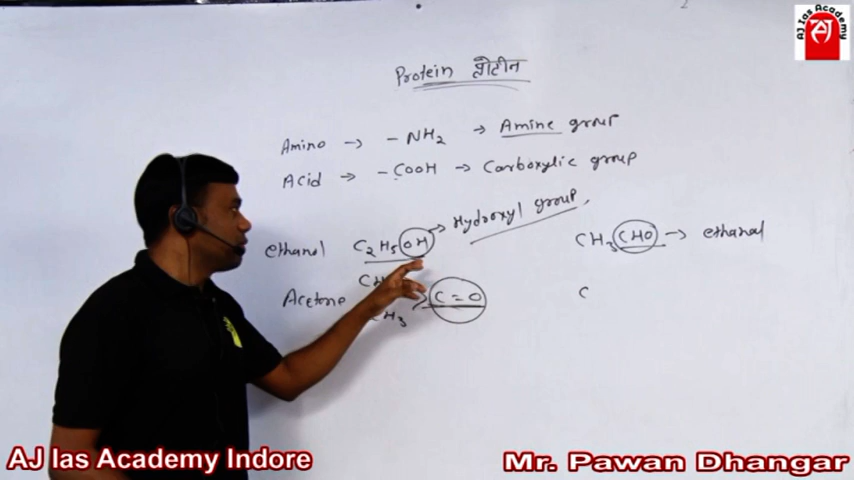 AJ Ias Academy
AJ
Protein प्रोटीन
Amino → - NH2 → Amine group
Acid → - COOH → Carboxylic group
ethanol C2H5OH → Hydroxyl group
CH3CHO → ethanal
Acetone CH3 > C=O
C
AJ Ias Academy Indore
Mr. Pawan Dhangar